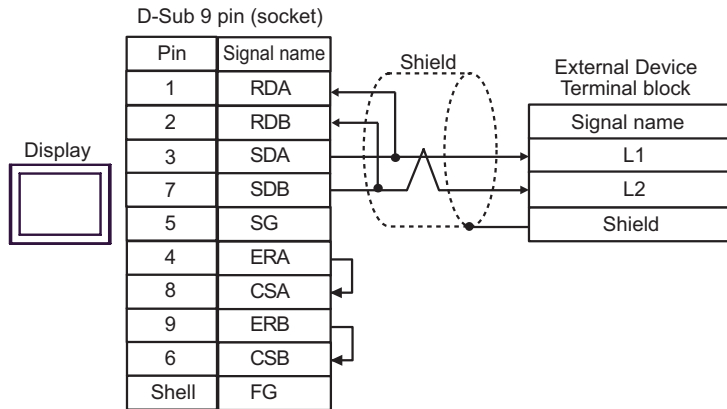 D-Sub 9 pin (socket)
Pin Signal name
1 RDA
2 RDB
3 SDA
7 SDB
5 SG
4 ERA
8 CSA
9 ERB
6 CSB
Shell FG
Display
Shield
External Device
Terminal block
Signal name
L1
L2
Shield